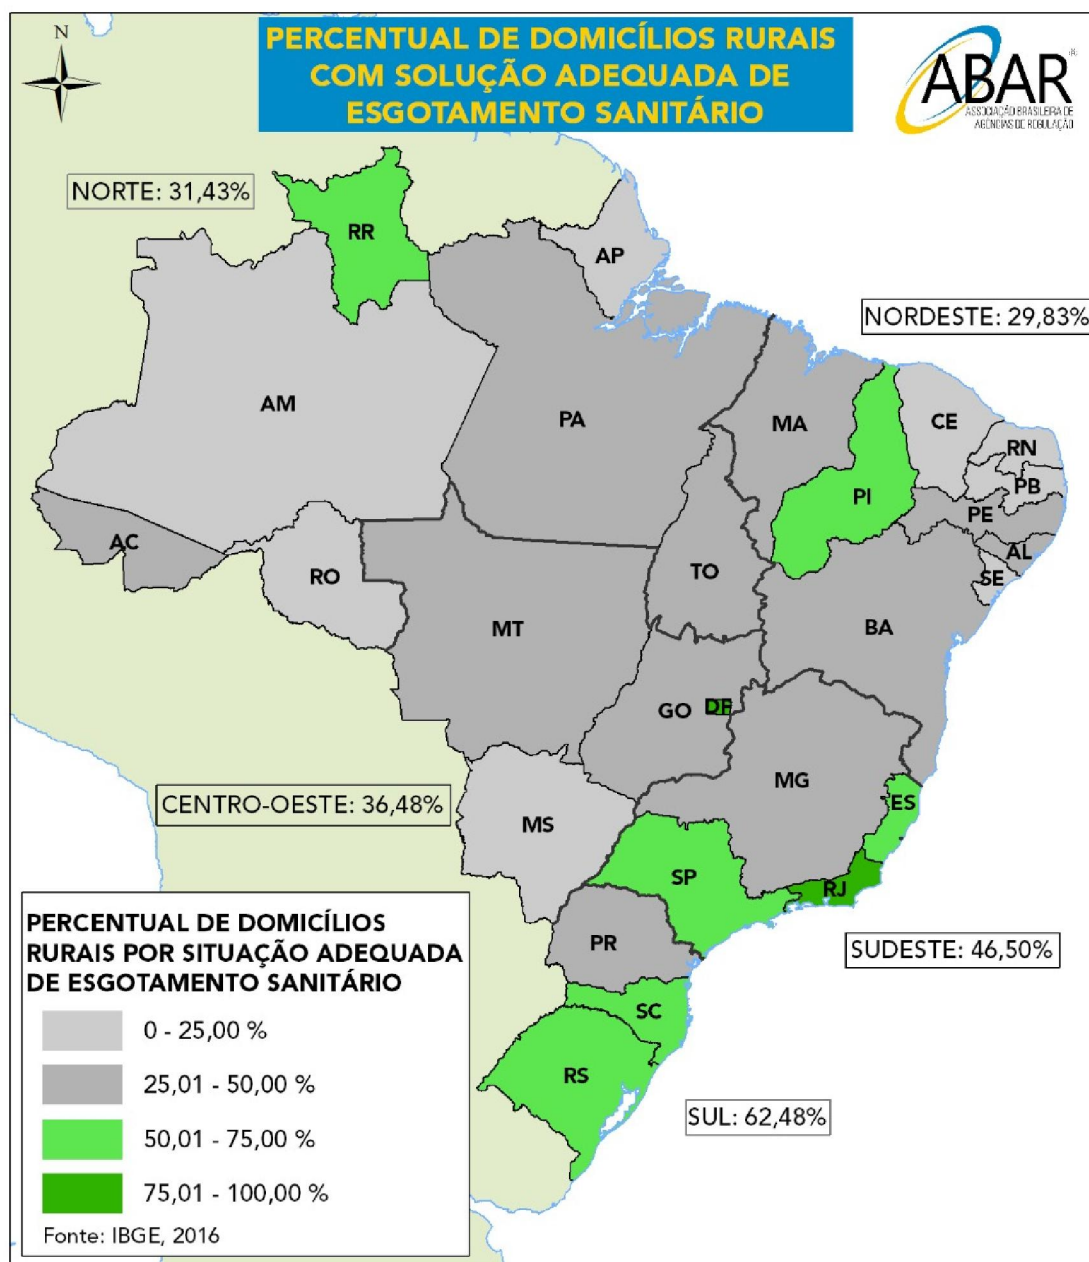 N
PERCENTUAL DE DOMICÍLIOS RURAIS
COM SOLUÇÃO ADEQUADA DE
ESGOTAMENTO SANITÁRIO
ABAR
ASSOCIAÇÃO BRASILEIRA DE
AGÊNCIAS DE REGULAÇÃO
NORTE: 31,43%
RR
AP
NORDESTE: 29,83%
AM
PA
MA
CE
RN
PB
PI
PE
AC
AL
RO
TO
SE
MT
BA
GO
DF
MG
CENTRO-OESTE: 36,48%
ES
MS
SP
RJ
PR
SUDESTE: 46,50%
SC
RS
SUL: 62,48%
PERCENTUAL DE DOMICÍLIOS
RURAIS POR SITUAÇÃO ADEQUADA
DE ESGOTAMENTO SANITÁRIO
0 - 25,00 %
25,01 - 50,00 %
50,01 - 75,00 %
75,01 - 100,00 %
Fonte: IBGE, 2016